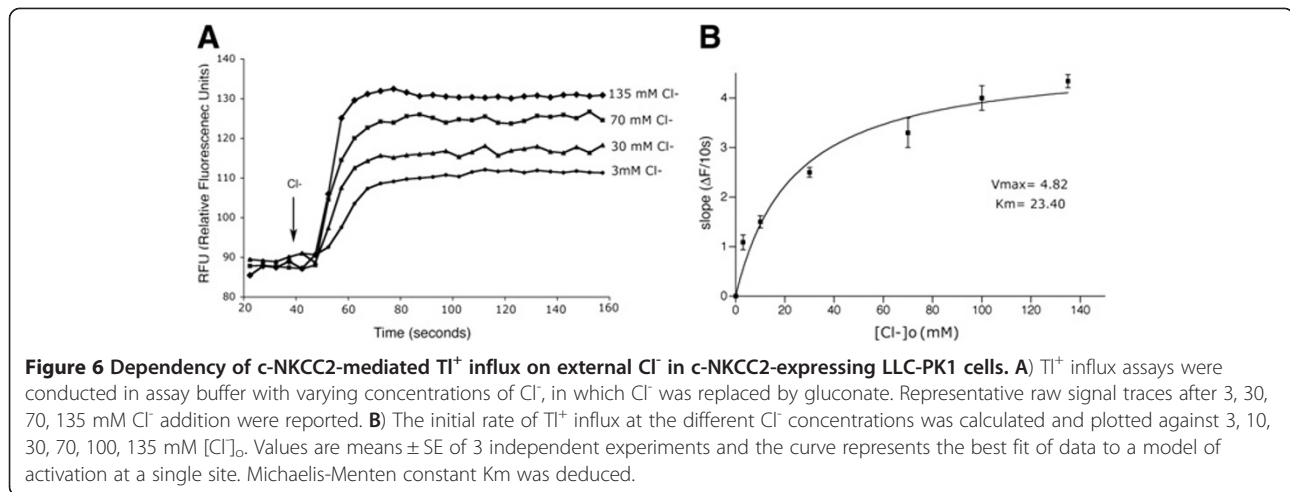 A
B
140
130
120
110
100
90
80
RFU (Relative Fluorescenec Units)
Cl-
135 mM Cl-
70 mM Cl-
30 mM Cl-
3mM Cl-
20 40 60 80 100 120 140 160
Time (seconds)
4
3
2
1
0
slope (ΔF/10s)
Vmax= 4.82
Km= 23.40
0 20 40 60 80 100 120 140
[Cl-]o (mM)
Figure 6 Dependency of c-NKCC2-mediated Tl⁺ influx on external Cl⁻ in c-NKCC2-expressing LLC-PK1 cells. A) Tl⁺ influx assays were
conducted in assay buffer with varying concentrations of Cl⁻, in which Cl⁻ was replaced by gluconate. Representative raw signal traces after 3, 30,
70, 135 mM Cl⁻ addition were reported. B) The initial rate of Tl⁺ influx at the different Cl⁻ concentrations was calculated and plotted against 3, 10,
30, 70, 100, 135 mM [Cl⁻]ₒ. Values are means ± SE of 3 independent experiments and the curve represents the best fit of data to a model of
activation at a single site. Michaelis-Menten constant Km was deduced.